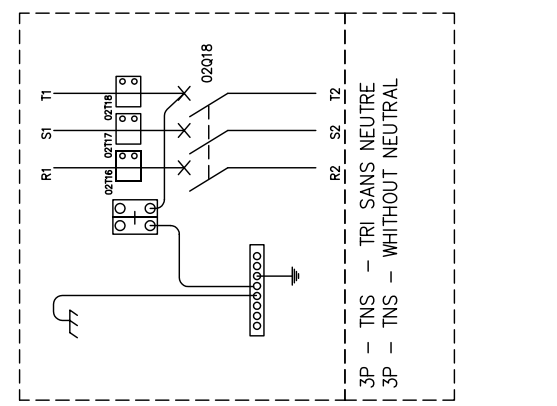 02Q18
T1
02T18
T2
S1
02T17
S2
R1
02T16
R2
3P - TNS - TRI SANS NEUTRE
3P - TNS - WHITHOUT NEUTRAL